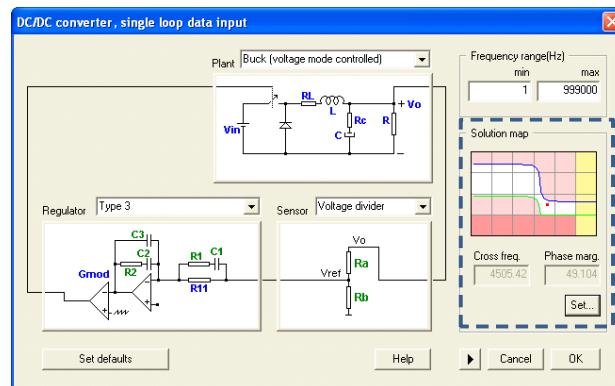 DC/DC converter, single loop data input
Plant Buck (voltage mode controlled)
Frequency range(Hz)
min max
1 999000
RL
L
+ Vo
Rc
R
C
Vin
Solution map
Regulator Type 3
Sensor Voltage divider
C3
C2
R2
R1 C1
R11
Gmod
Vo
Vref
Ra
Rb
Cross freq. Phase marg.
4505.42 49.104
Set...
Set defaults
Help
Cancel
OK